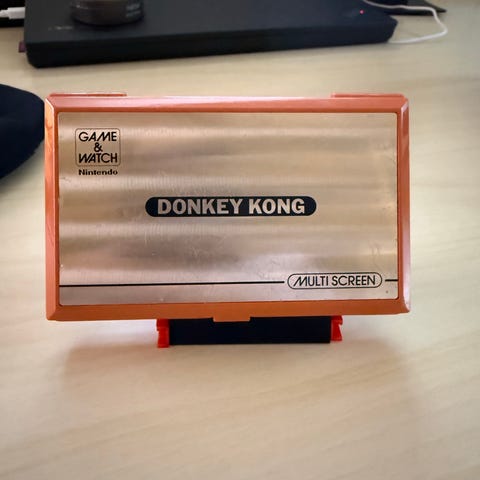 GAME
&
WATCH
Nintendo
DONKEY KONG
MULTI SCREEN